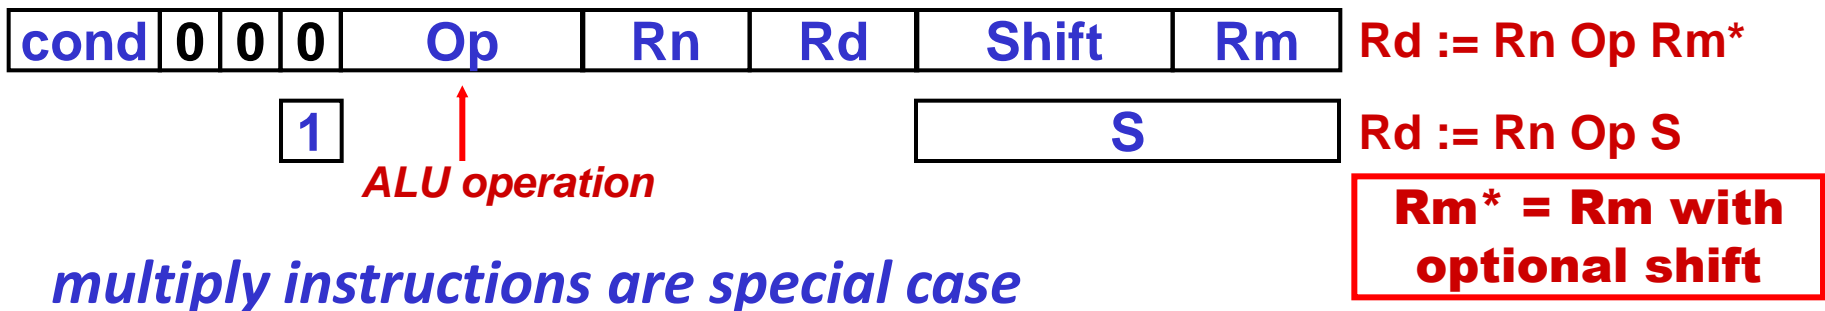 cond 0 0 0 Op Rn Rd Shift Rm Rd := Rn Op Rm*
1 S Rd := Rn Op S
ALU operation
Rm* = Rm with
optional shift
multiply instructions are special case